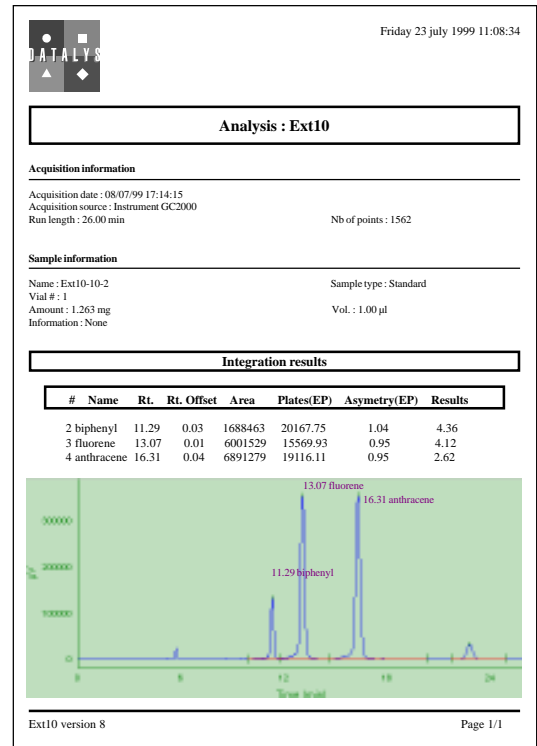 DATALYS
Friday 23 july 1999 11:08:34
Analysis : Ext10
Acquisition information
Acquisition date : 08/07/99 17:14:15
Acquisition source : Instrument GC2000
Run length : 26.00 min Nb of points : 1562
Sample information
Name : Ext10-10-2 Sample type : Standard
Vial # : 1
Amount : 1.263 mg Vol. : 1.00 µl
Information : None
Integration results
# Name Rt. Rt. Offset Area Plates(EP) Asymetry(EP) Results
2 biphenyl 11.29 0.03 1688463 20167.75 1.04 4.36
3 fluorene 13.07 0.01 6001529 15569.93 0.95 4.12
4 anthracene 16.31 0.04 6891279 19116.11 0.95 2.62
13.07 fluorene
16.31 anthracene
300000
µV
200000
11.29 biphenyl
100000
0
0 6 12 18 24
Time
Ext10 version 8 Page 1/1